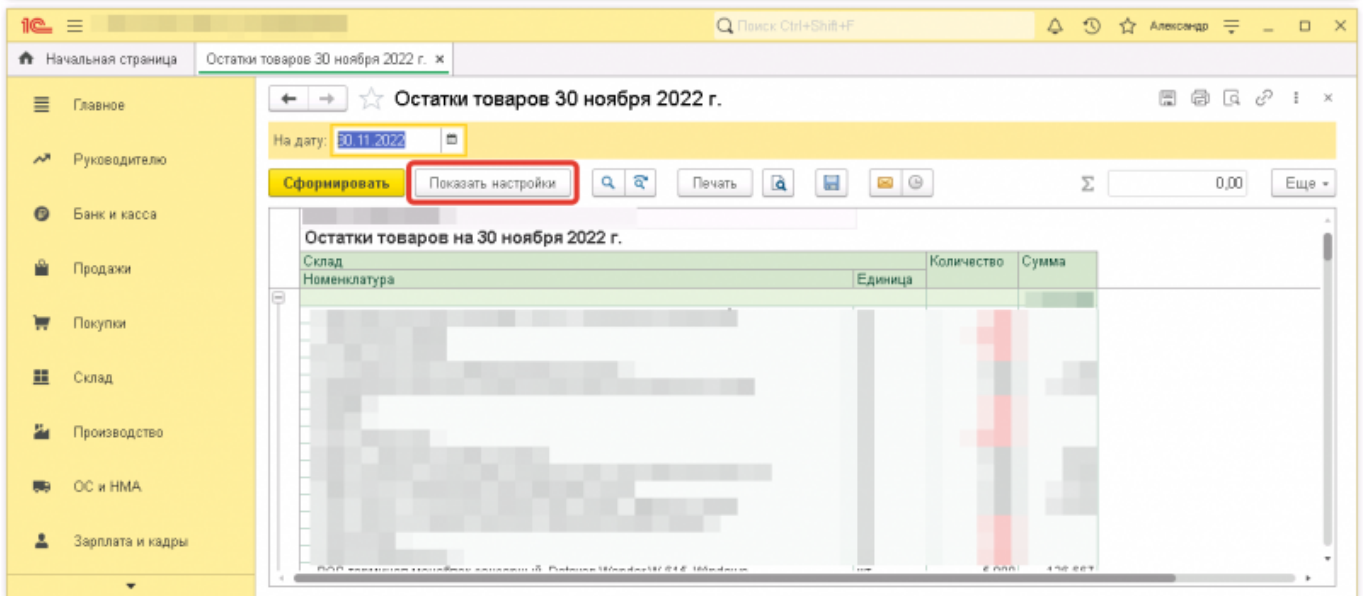 1С
Поиск Ctrl+Shift+F
Александр
Начальная страница
Остатки товаров 30 ноября 2022 г. ×
Главное
Руководителю
Банк и касса
Продажи
Покупки
Склад
Производство
ОС и НМА
Зарплата и кадры
Остатки товаров 30 ноября 2022 г.
На дату: 30.11.2022
Сформировать Показать настройки Печать Σ 0,00 Еще
Остатки товаров на 30 ноября 2022 г.
Склад Количество Сумма
Номенклатура Единица